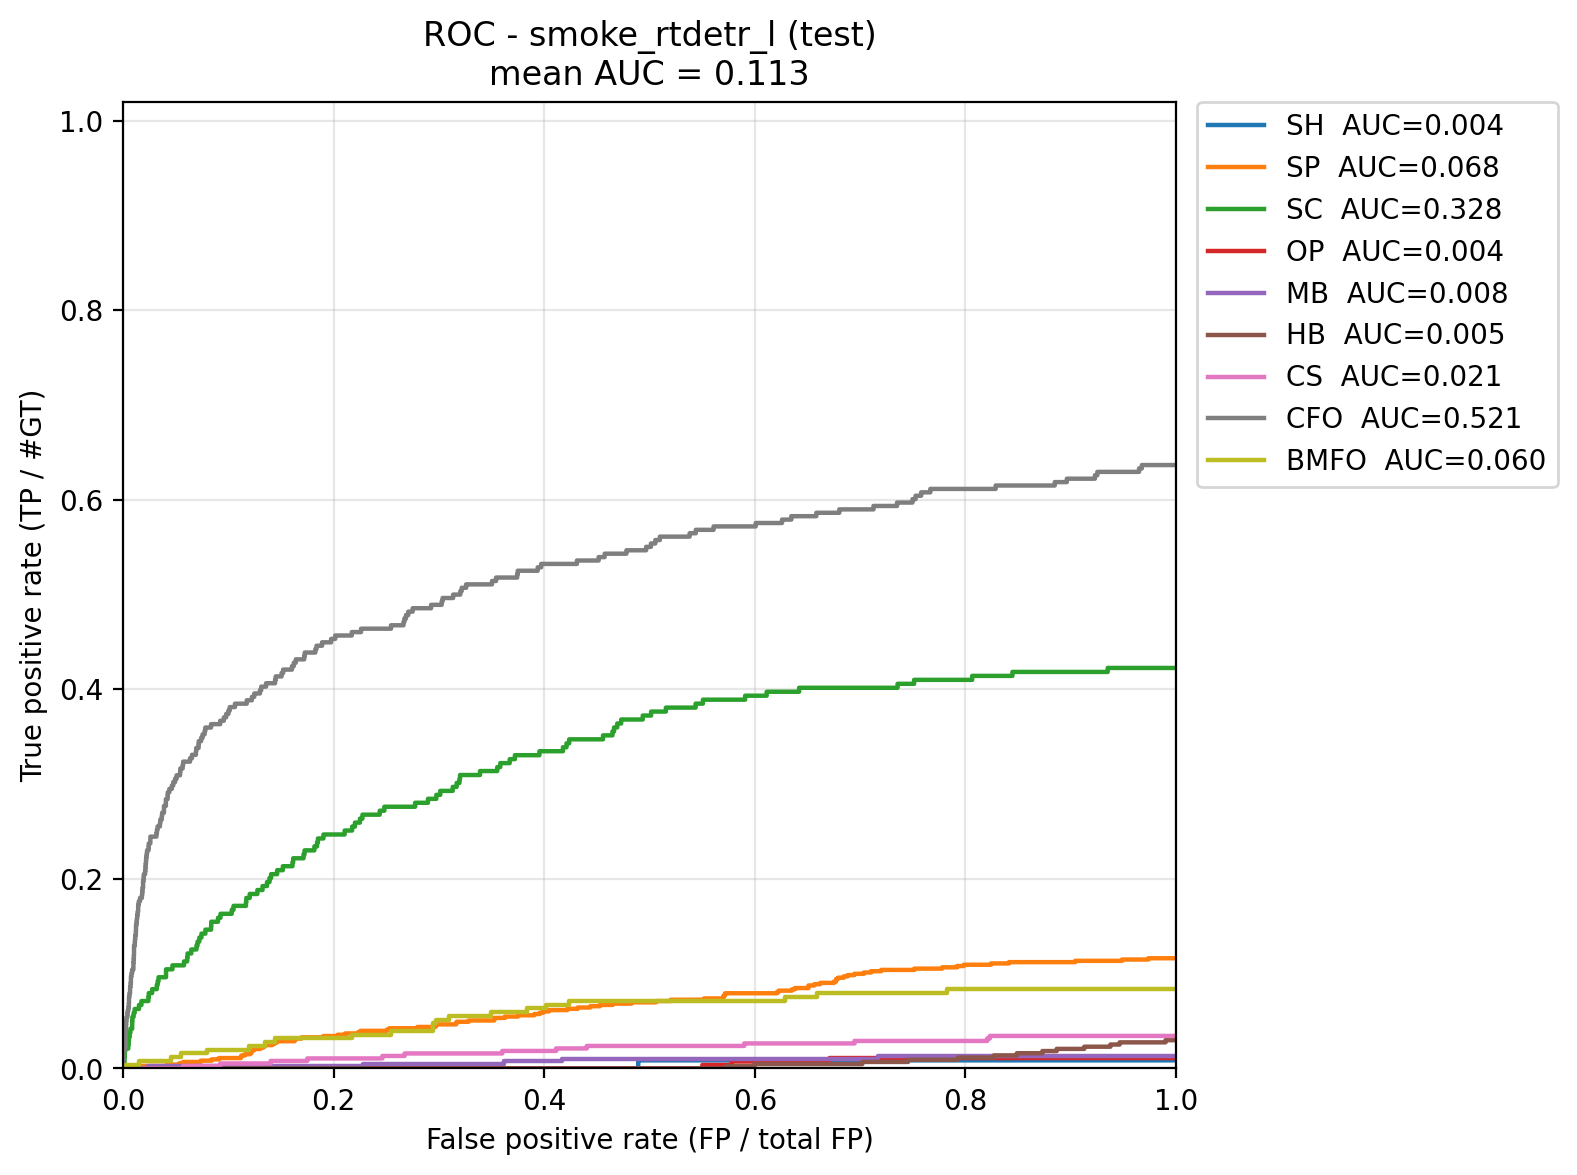 ROC - smoke_rtdetr_l (test)
mean AUC = 0.113
1.0
0.8
0.6
0.4
0.2
0.0
True positive rate (TP / #GT)
0.0 0.2 0.4 0.6 0.8 1.0
False positive rate (FP / total FP)
SH AUC=0.004
SP AUC=0.068
SC AUC=0.328
OP AUC=0.004
MB AUC=0.008
HB AUC=0.005
CS AUC=0.021
CFO AUC=0.521
BMFO AUC=0.060